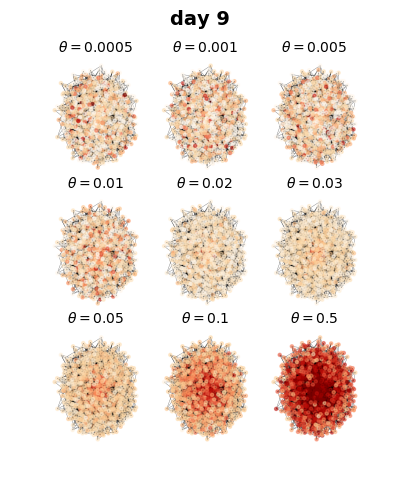 day 9
θ = 0.0005
θ = 0.001
θ = 0.005
θ = 0.01
θ = 0.02
θ = 0.03
θ = 0.05
θ = 0.1
θ = 0.5